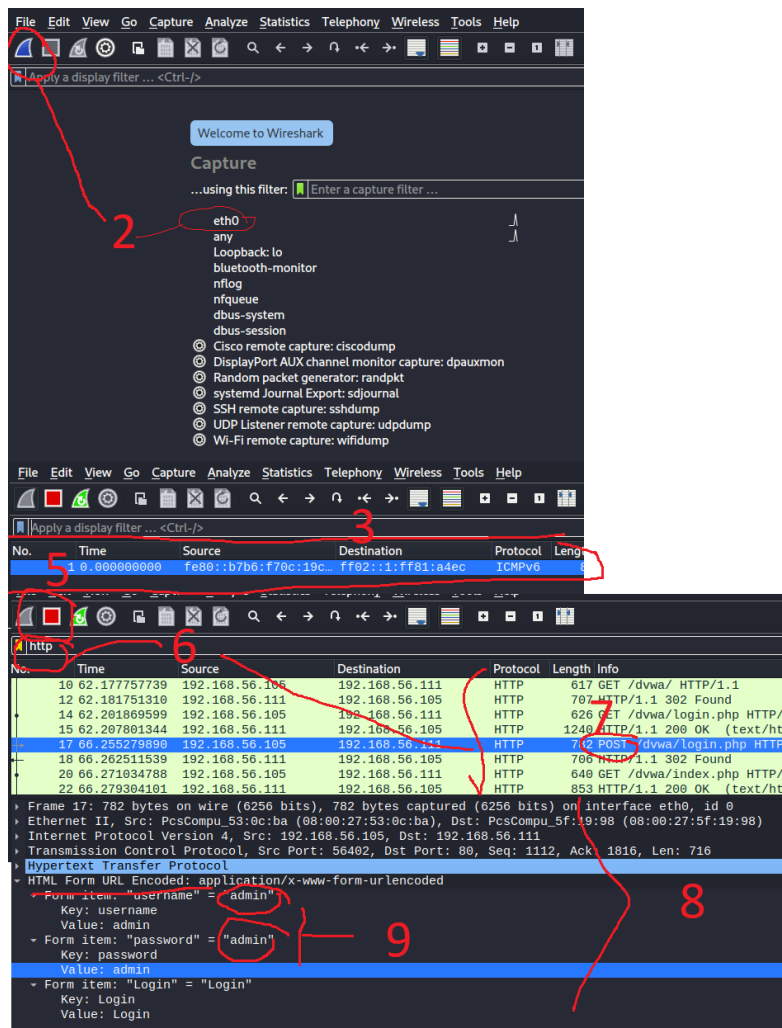 File Edit View Go Capture Analyze Statistics Telephony Wireless Tools Help
Apply a display filter ... <Ctrl-/>
2
Welcome to Wireshark
Capture
...using this filter: Enter a capture filter ...
eth0
any
Loopback: lo
bluetooth-monitor
nflog
nfqueue
dbus-system
dbus-session
Cisco remote capture: ciscodump
DisplayPort AUX channel monitor capture: dpauxmon
Random packet generator: randpkt
systemd Journal Export: sdjournal
SSH remote capture: sshdump
UDP Listener remote capture: udpdump
Wi-Fi remote capture: wifidump
File Edit View Go Capture Analyze Statistics Telephony Wireless Tools Help
Apply a display filter ... <Ctrl-/>
3
No. Time Source Destination Protocol Leng
1 0.000000000 fe80::b7b6:f70c:19c… ff02::1:ff81:a4ec ICMPv6 8
5
http
6
No. Time Source Destination Protocol Length Info
10 62.177757739 192.168.56.105 192.168.56.111 HTTP 617 GET /dvwa/ HTTP/1.1
12 62.181751310 192.168.56.111 192.168.56.105 HTTP 707 HTTP/1.1 302 Found
14 62.201869599 192.168.56.105 192.168.56.111 HTTP 626 GET /dvwa/login.php HTTP/
7
15 62.207801344 192.168.56.111 192.168.56.105 HTTP 1240 HTTP/1.1 200 OK (text/ht
17 66.255279890 192.168.56.105 192.168.56.111 HTTP 782 POST /dvwa/login.php HTTP
18 66.262511539 192.168.56.111 192.168.56.105 HTTP 706 HTTP/1.1 302 Found
20 66.271034788 192.168.56.105 192.168.56.111 HTTP 640 GET /dvwa/index.php HTTP/
22 66.279304101 192.168.56.111 192.168.56.105 HTTP 853 HTTP/1.1 200 OK (text/ht
Frame 17: 782 bytes on wire (6256 bits), 782 bytes captured (6256 bits) on interface eth0, id 0
Ethernet II, Src: PcsCompu_53:0c:ba (08:00:27:53:0c:ba), Dst: PcsCompu_5f:19:98 (08:00:27:5f:19:98)
Internet Protocol Version 4, Src: 192.168.56.105, Dst: 192.168.56.111
Transmission Control Protocol, Src Port: 56402, Dst Port: 80, Seq: 1112, Ack: 1816, Len: 716
Hypertext Transfer Protocol
HTML Form URL Encoded: application/x-www-form-urlencoded
Form item: "username" = "admin"
8
Key: username
Value: admin
Form item: "password" = "admin"
9
Key: password
Value: admin
Form item: "Login" = "Login"
Key: Login
Value: Login